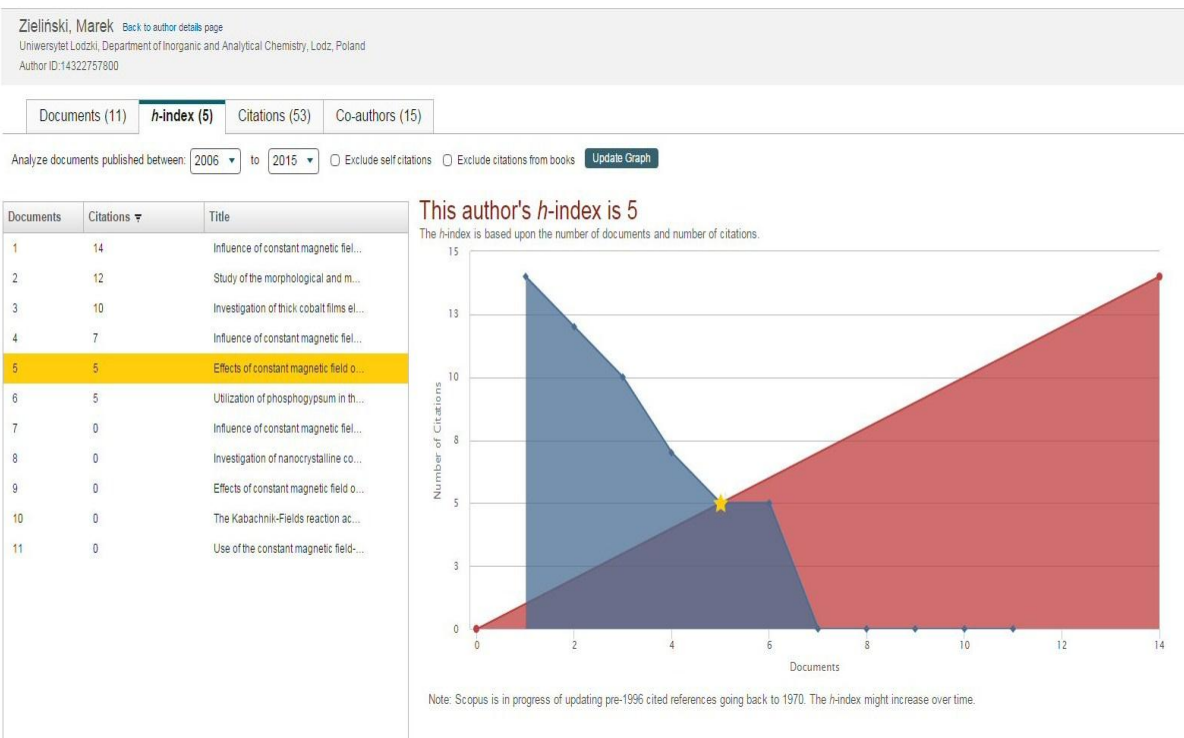 Zieliński, Marek Back to author details page
Uniwersytet Lodzki, Department of Inorganic and Analytical Chemistry, Lodz, Poland
Author ID:14322757800
Documents (11) h-index (5) Citations (53) Co-authors (15)
Analyze documents published between: 2006 to 2015 Exclude self citations Exclude citations from books Update Graph
Documents Citations Title
1 14 Influence of constant magnetic fiel...
2 12 Study of the morphological and m...
3 10 Investigation of thick cobalt films el...
4 7 Influence of constant magnetic fiel...
5 5 Effects of constant magnetic field o...
6 5 Utilization of phosphogypsum in th...
7 0 Influence of constant magnetic fiel...
8 0 Investigation of nanocrystalline co...
9 0 Effects of constant magnetic field o...
10 0 The Kabachnik-Fields reaction ac...
11 0 Use of the constant magnetic field-...
This author's h-index is 5
The h-index is based upon the number of documents and number of citations.
15
13
10
8
5
3
0
Number of Citations
0 2 4 6 8 10 12 14
Documents
Note: Scopus is in progress of updating pre-1996 cited references going back to 1970. The h-index might increase over time.